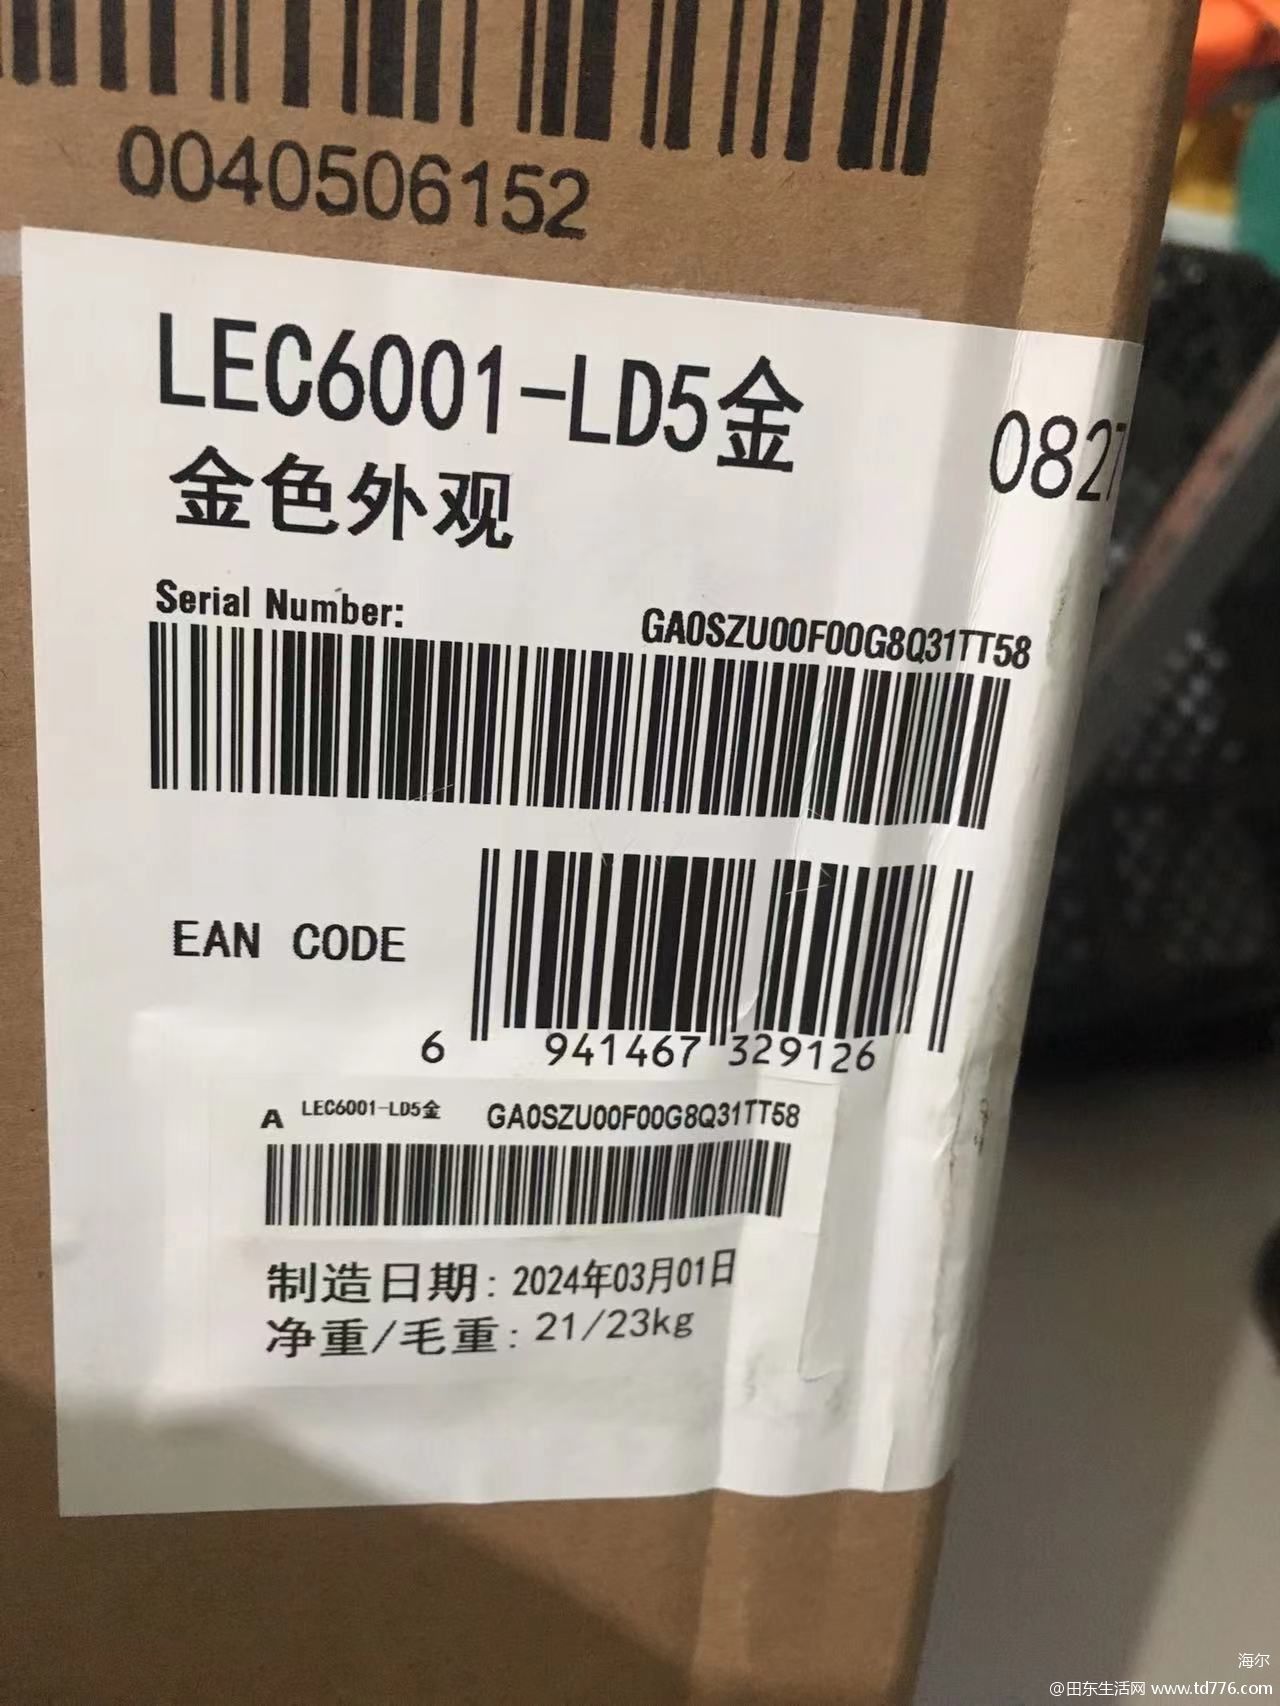 0040506152
LEC6001-LD5金
0827
金色外观
Serial Number:
GA0SZU00F00G8Q31TT58
EAN CODE
6 941467 329126
A LEC6001-LD5金 GA0SZU00F00G8Q31TT58
制造日期: 2024年03月01日
净重/毛重: 21/23kg
海尔
@田东生活网 www.td776.com